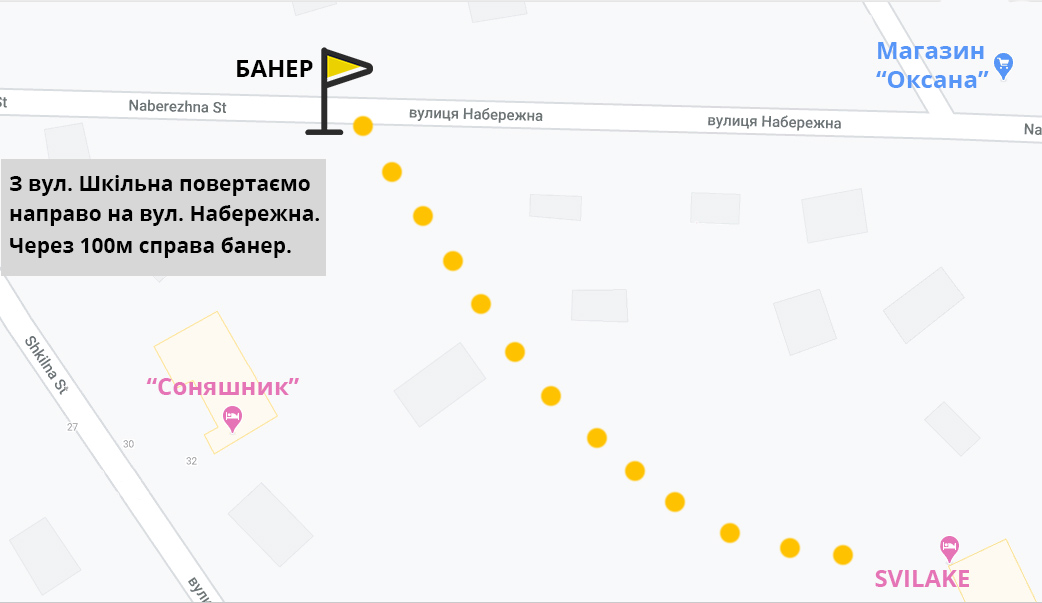 Магазин
“Оксана”
БАНЕР
St
Naberezhna St
вулиця Набережна
вулиця Набережна
Na
З вул. Шкільна повертаємо
направо на вул. Набережна.
Через 100м справа банер.
Shkilna St
“Соняшник”
27
30
32
SVILAKE
вули